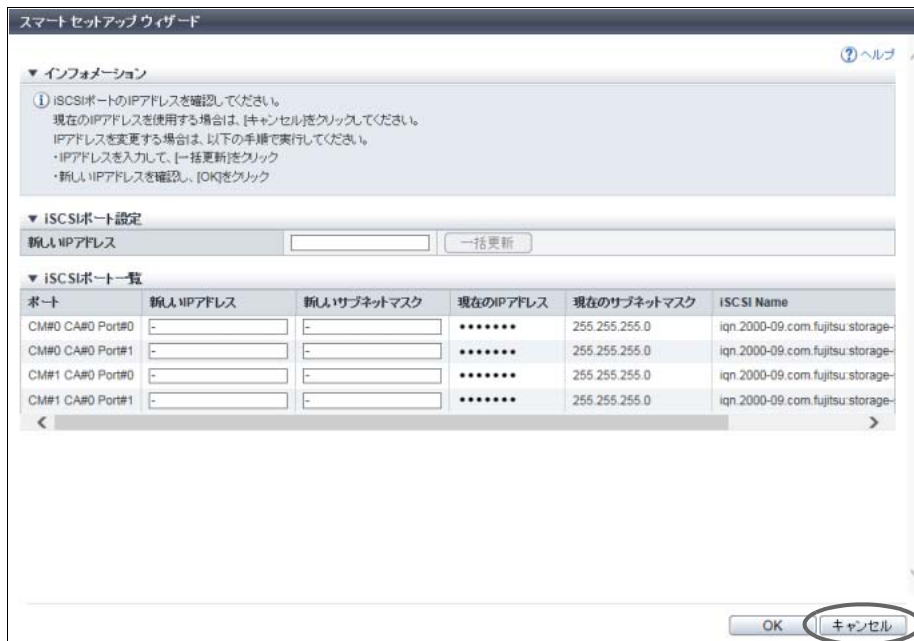 スマートセットアップウィザード
ヘルプ
▼ インフォメーション
iSCSIポートのIPアドレスを確認してください。
現在のIPアドレスを使用する場合は、[キャンセル]をクリックしてください。
IPアドレスを変更する場合は、以下の手順で実行してください。
・IPアドレスを入力して、[一括更新]をクリック
・新しいIPアドレスを確認し、[OK]をクリック
▼ iSCSIポート設定
新しいIPアドレス 一括更新
▼ iSCSIポート一覧
ポート 新しいIPアドレス 新しいサブネットマスク 現在のIPアドレス 現在のサブネットマスク iSCSI Name
CM#0 CA#0 Port#0 - - ••••••• 255.255.255.0 iqn.2000-09.com.fujitsu:storage-
CM#0 CA#0 Port#1 - - ••••••• 255.255.255.0 iqn.2000-09.com.fujitsu:storage-
CM#1 CA#0 Port#0 - - ••••••• 255.255.255.0 iqn.2000-09.com.fujitsu:storage-
CM#1 CA#0 Port#1 - - ••••••• 255.255.255.0 iqn.2000-09.com.fujitsu:storage-
OK キャンセル